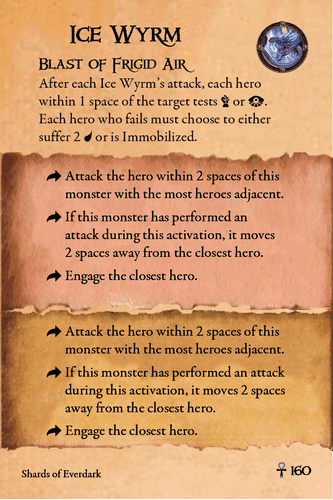 Ice Wyrm
Blast of Frigid Air
After each Ice Wyrm's attack, each hero
within 1 space of the target tests or .
Each hero who fails must choose to either
suffer 2 or is Immobilized.
Attack the hero within 2 spaces of this
monster with the most heroes adjacent.
If this monster has performed an
attack during this activation, it moves
2 spaces away from the closest hero.
Engage the closest hero.
Attack the hero within 2 spaces of this
monster with the most heroes adjacent.
If this monster has performed an attack
during this activation, it moves 2 spaces
away from the closest hero.
Engage the closest hero.
Shards of Everdark
160